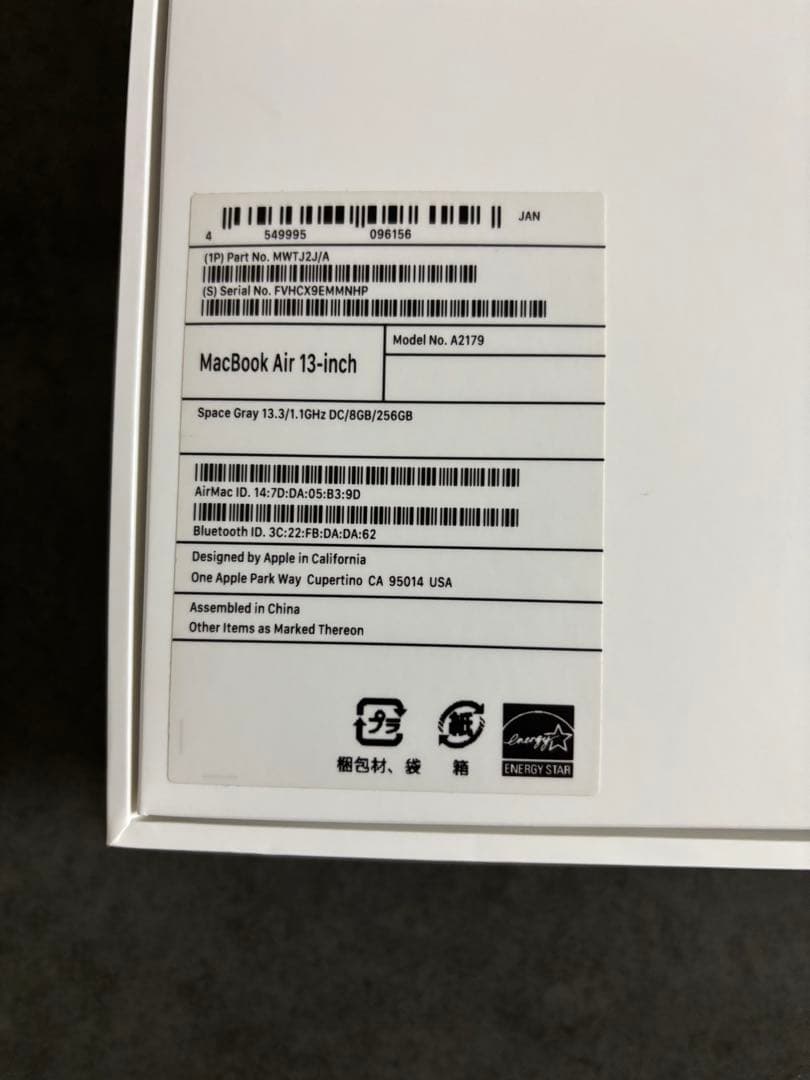 JAN
4 549995 096156
(1P) Part No. MWTJ2J/A
(S) Serial No. FVHCX9EMMNHP
MacBook Air 13-inch
Model No. A2179
Space Gray 13.3/1.1GHz DC/8GB/256GB
AirMac ID. 14:7D:DA:05:B3:9D
Bluetooth ID. 3C:22:FB:DA:DA:62
Designed by Apple in California
One Apple Park Way Cupertino CA 95014 USA
Assembled in China
Other Items as Marked Thereon
プラ
紙
energy
梱包材、袋
箱
ENERGY STAR